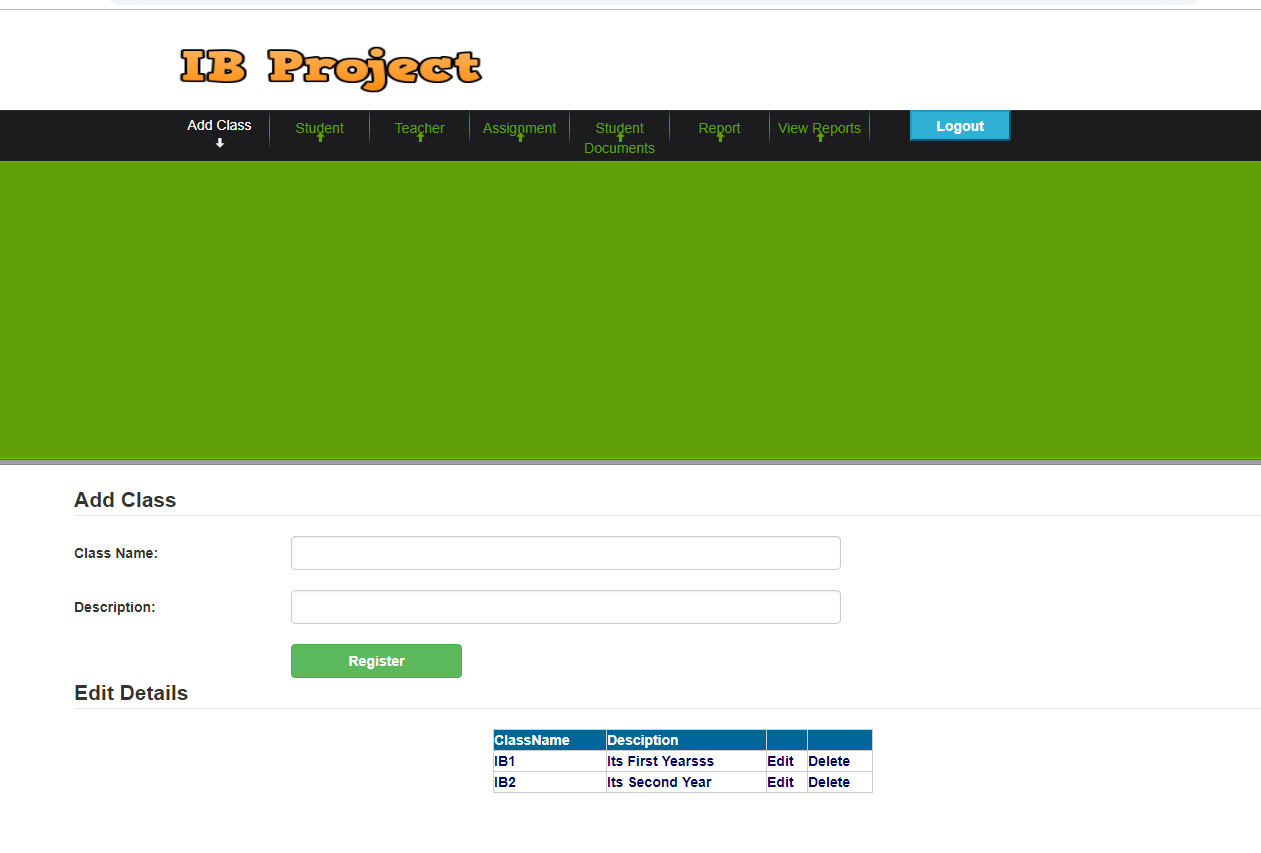 IB Project
Add Class
Student
Teacher
Assignment
Student
Documents
Report
View Reports
Logout
Add Class
Class Name:
Description:
Register
Edit Details
ClassName Desciption
IB1 Its First Yearsss Edit Delete
IB2 Its Second Year Edit Delete